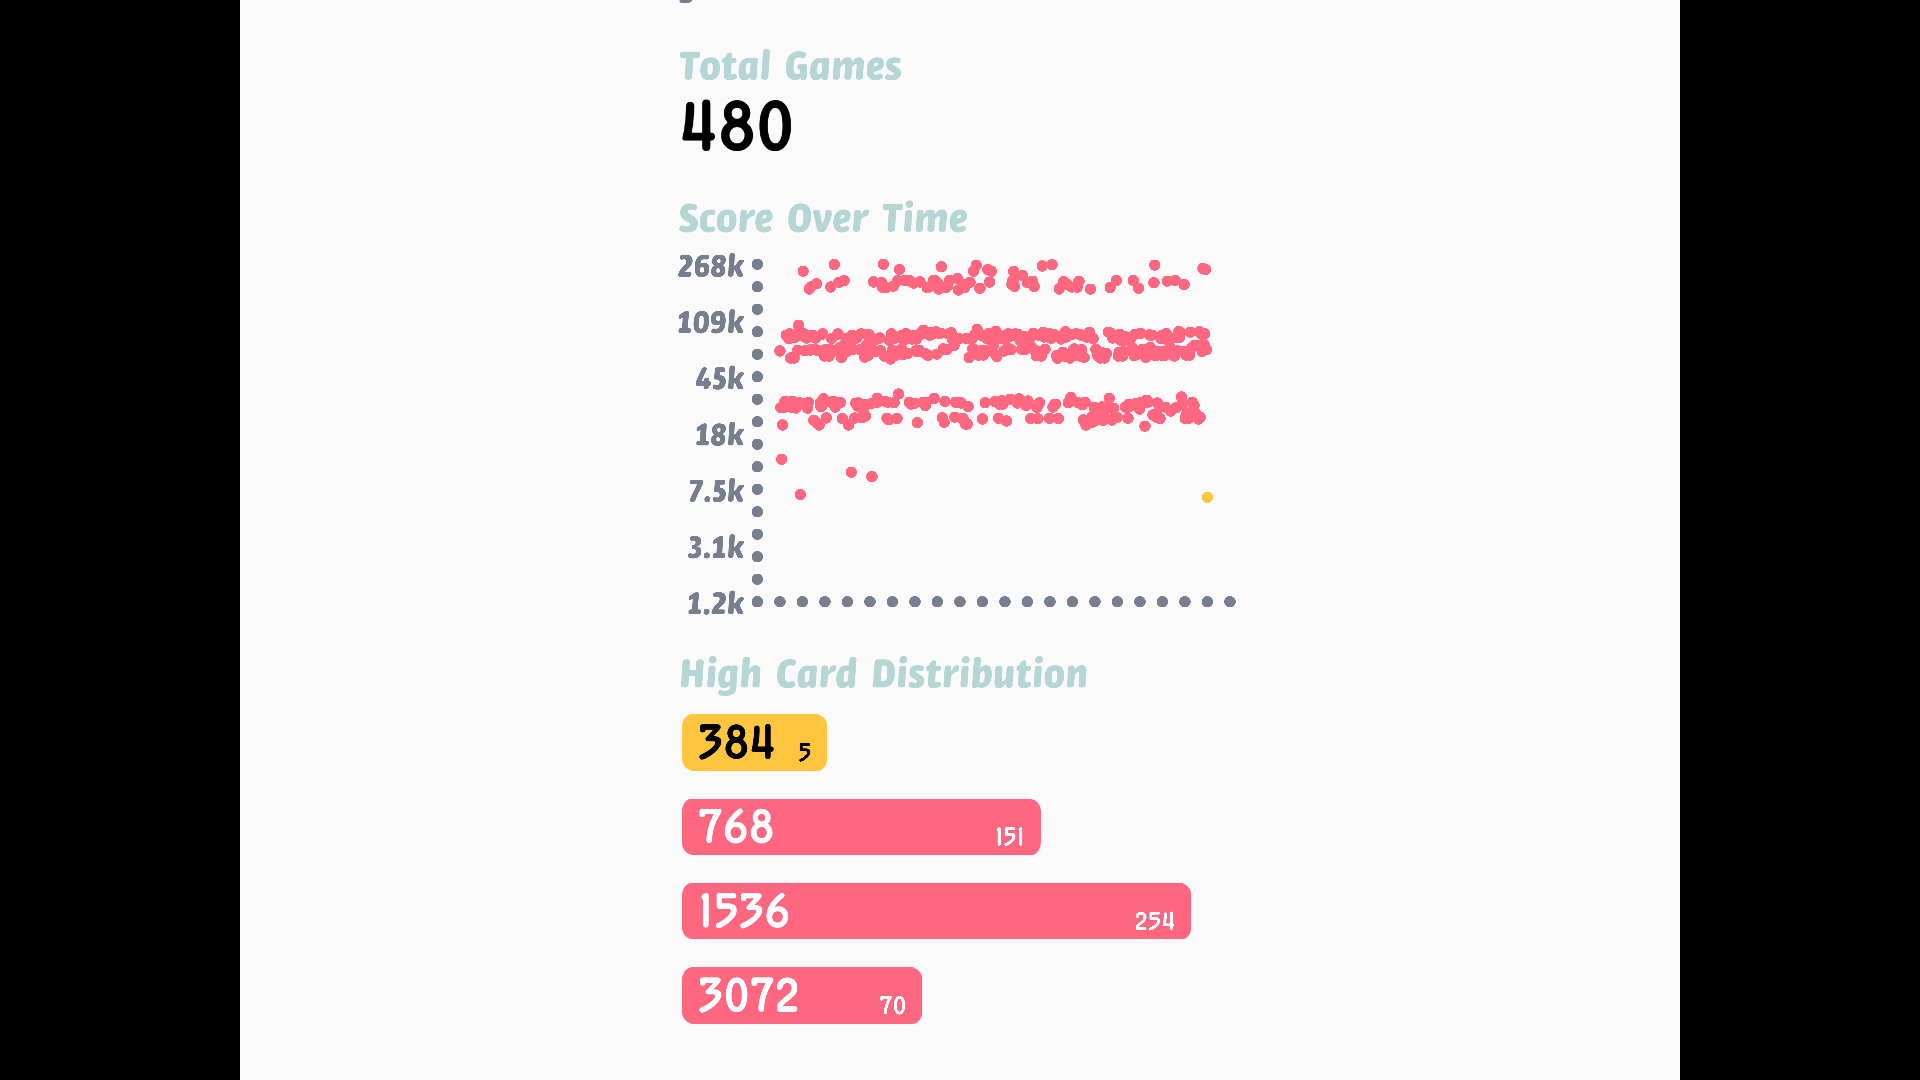 Total Games
480
Score Over Time
268k
109k
45k
18k
7.5k
3.1k
1.2k
High Card Distribution
384 5
768 151
1536 254
3072 70